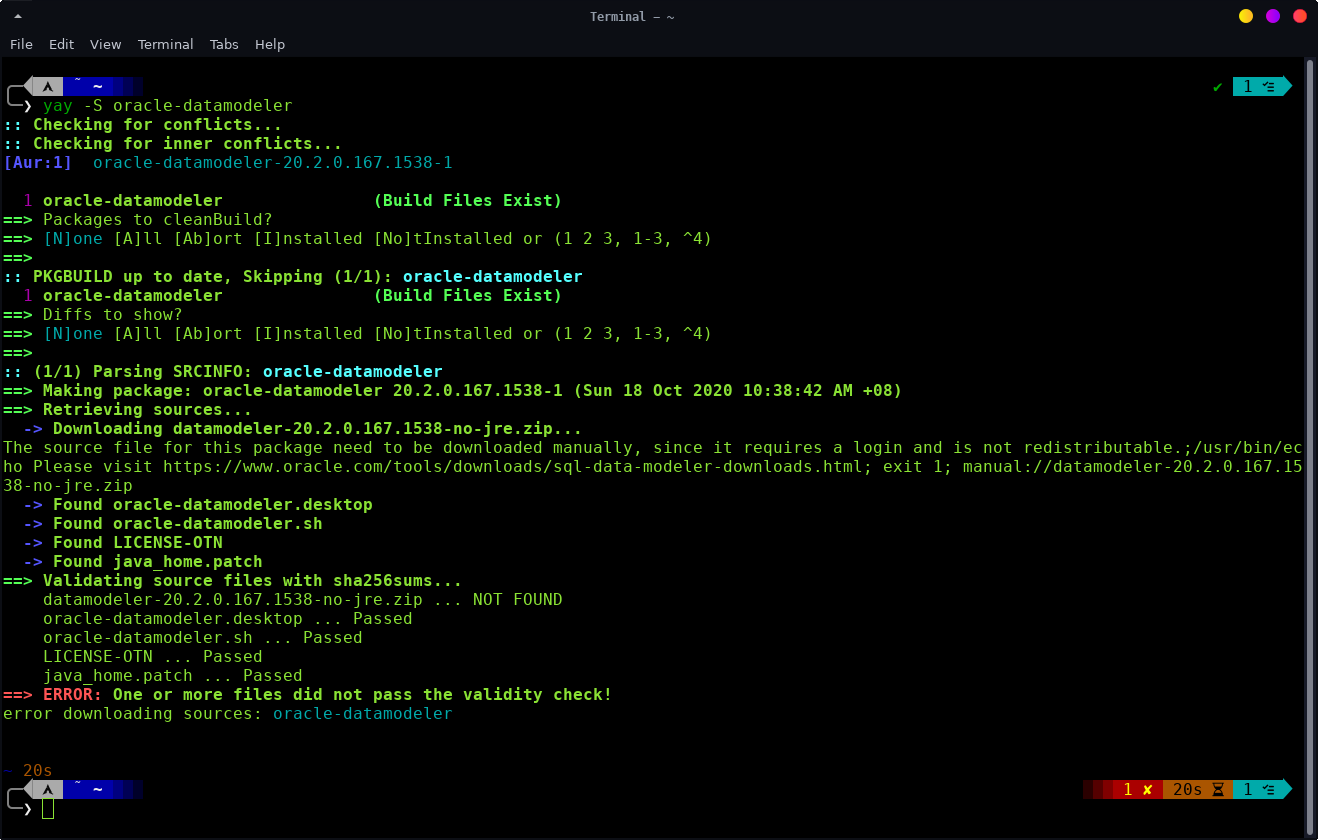 Terminal – ~
File Edit View Terminal Tabs Help
~ ~ ✔ 1
❯ yay -S oracle-datamodeler
:: Checking for conflicts...
:: Checking for inner conflicts...
[Aur:1]  oracle-datamodeler-20.2.0.167.1538-1
  1 oracle-datamodeler               (Build Files Exist)
==> Packages to cleanBuild?
==> [N]one [A]ll [Ab]ort [I]nstalled [No]tInstalled or (1 2 3, 1-3, ^4)
==>
:: PKGBUILD up to date, Skipping (1/1): oracle-datamodeler
  1 oracle-datamodeler               (Build Files Exist)
==> Diffs to show?
==> [N]one [A]ll [Ab]ort [I]nstalled [No]tInstalled or (1 2 3, 1-3, ^4)
==>
:: (1/1) Parsing SRCINFO: oracle-datamodeler
==> Making package: oracle-datamodeler 20.2.0.167.1538-1 (Sun 18 Oct 2020 10:38:42 AM +08)
==> Retrieving sources...
  -> Downloading datamodeler-20.2.0.167.1538-no-jre.zip...
The source file for this package need to be downloaded manually, since it requires a login and is not redistributable.;/usr/bin/ec
ho Please visit https://www.oracle.com/tools/downloads/sql-data-modeler-downloads.html; exit 1; manual://datamodeler-20.2.0.167.15
38-no-jre.zip
  -> Found oracle-datamodeler.desktop
  -> Found oracle-datamodeler.sh
  -> Found LICENSE-OTN
  -> Found java_home.patch
==> Validating source files with sha256sums...
    datamodeler-20.2.0.167.1538-no-jre.zip ... NOT FOUND
    oracle-datamodeler.desktop ... Passed
    oracle-datamodeler.sh ... Passed
    LICENSE-OTN ... Passed
    java_home.patch ... Passed
==> ERROR: One or more files did not pass the validity check!
error downloading sources: oracle-datamodeler
~ 20s
~ ~ 1 ✘ 20s 1
❯